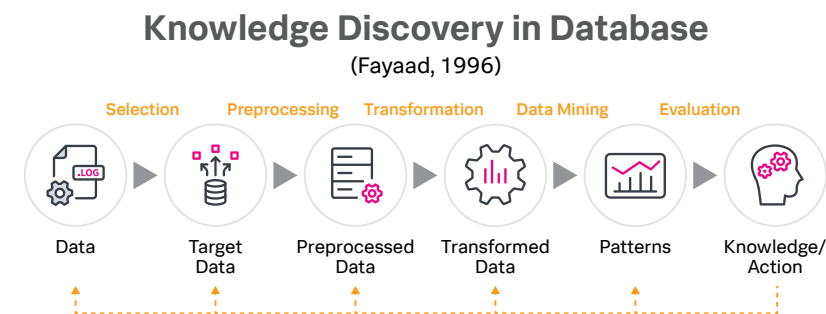 Knowledge Discovery in Database
(Fayaad, 1996)
Selection Preprocessing Transformation Data Mining Evaluation
.LOG
Data Target Preprocessed Transformed Patterns Knowledge/
Data Data Data Action